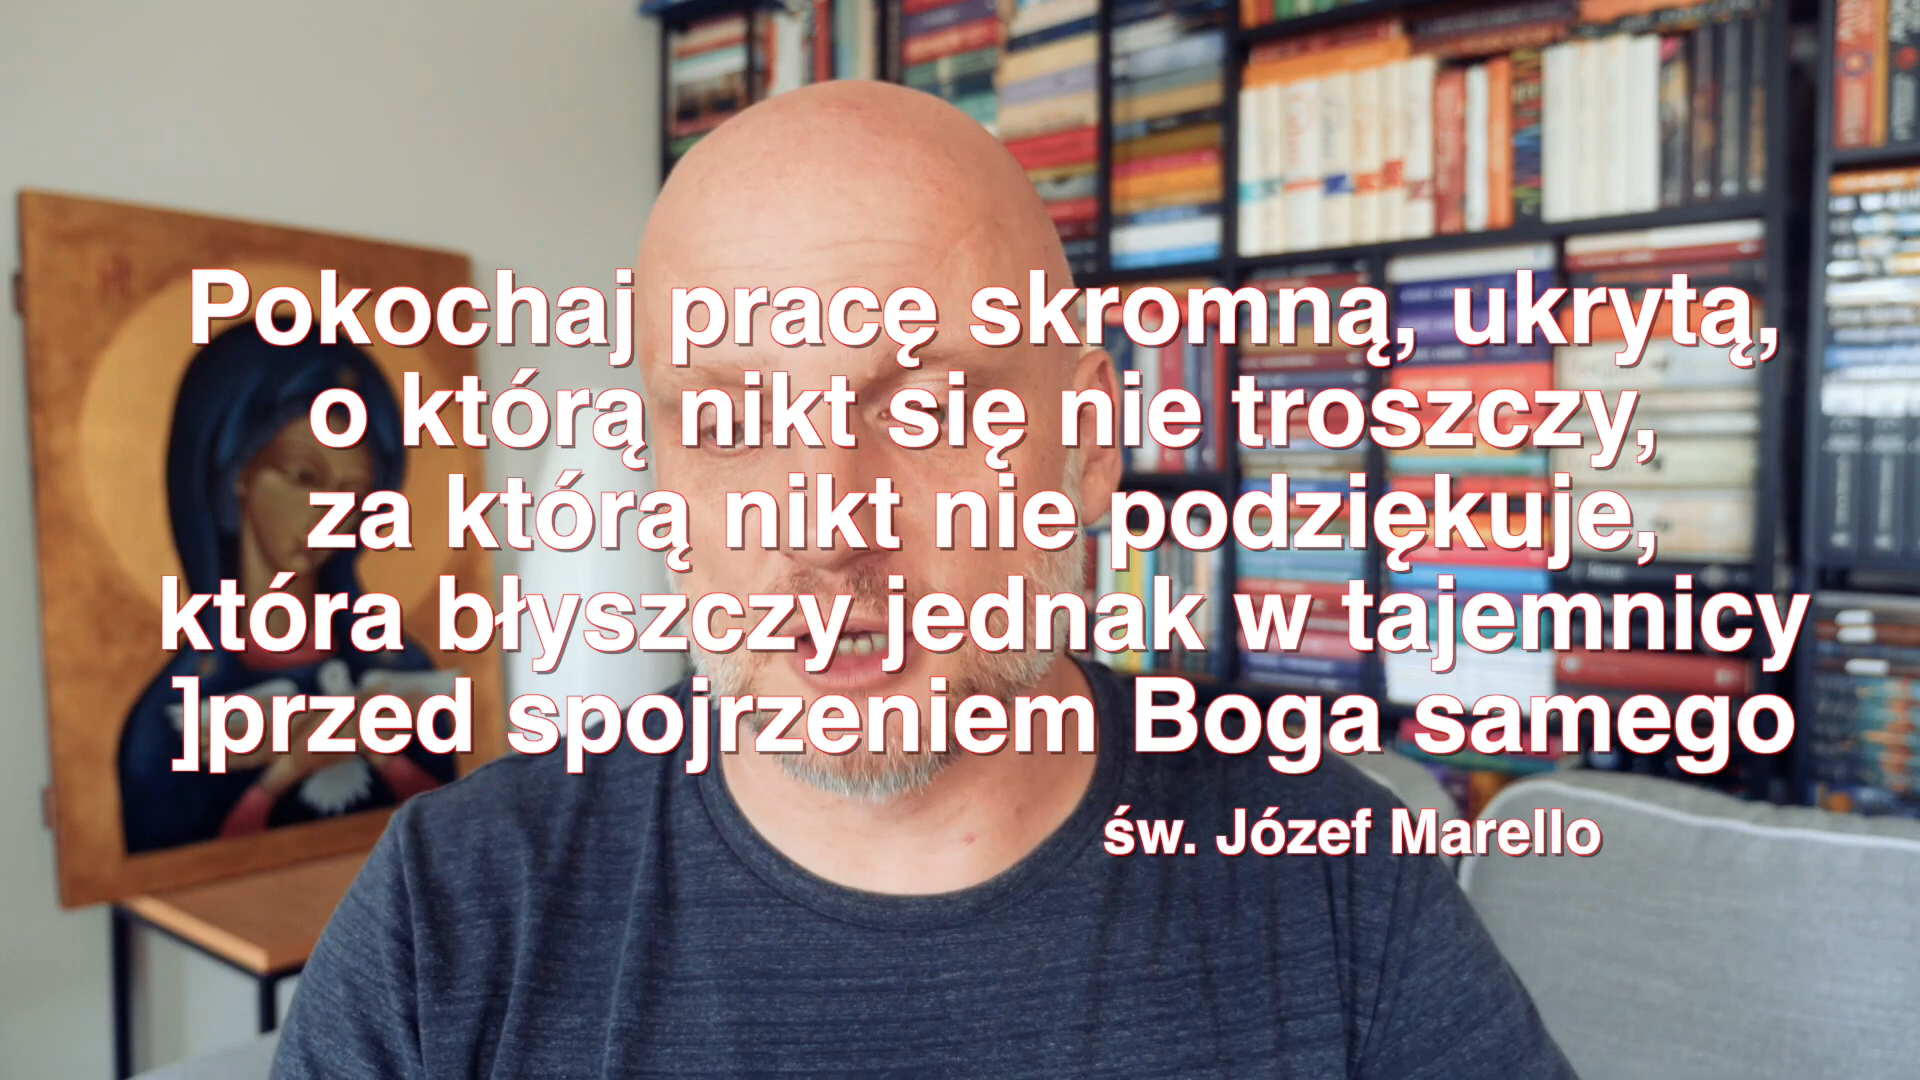 Pokochaj pracę skromną, ukrytą,
o którą nikt się nie troszczy,
za którą nikt nie podziękuje,
która błyszczy jednak w tajemnicy
]przed spojrzeniem Boga samego
św. Józef Marello